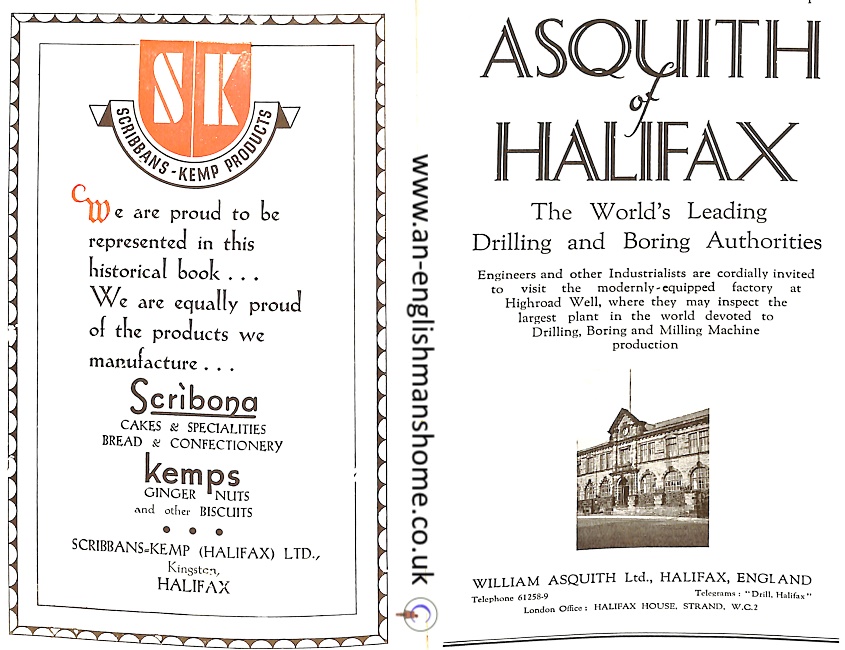 SK
SCRIBBANS-KEMP PRODUCTS
We are proud to be
represented in this
historical book . . .
We are equally proud
of the products we
manufacture . . .
Scribona
CAKES & SPECIALITIES
BREAD & CONFECTIONERY
kemps
GINGER NUTS
and other BISCUITS
SCRIBBANS-KEMP (HALIFAX) LTD.,
Kingston,
HALIFAX
www.an-englishmanshome.co.uk
ASQUITH
of
HALIFAX
The World's Leading
Drilling and Boring Authorities
Engineers and other Industrialists are cordially invited
to visit the modernly-equipped factory at
Highroad Well, where they may inspect the
largest plant in the world devoted to
Drilling, Boring and Milling Machine
production
WILLIAM ASQUITH Ltd., HALIFAX, ENGLAND
Telephone 61258-9 Telegrams : "Drill, Halifax"
London Office : HALIFAX HOUSE, STRAND, W.C.2